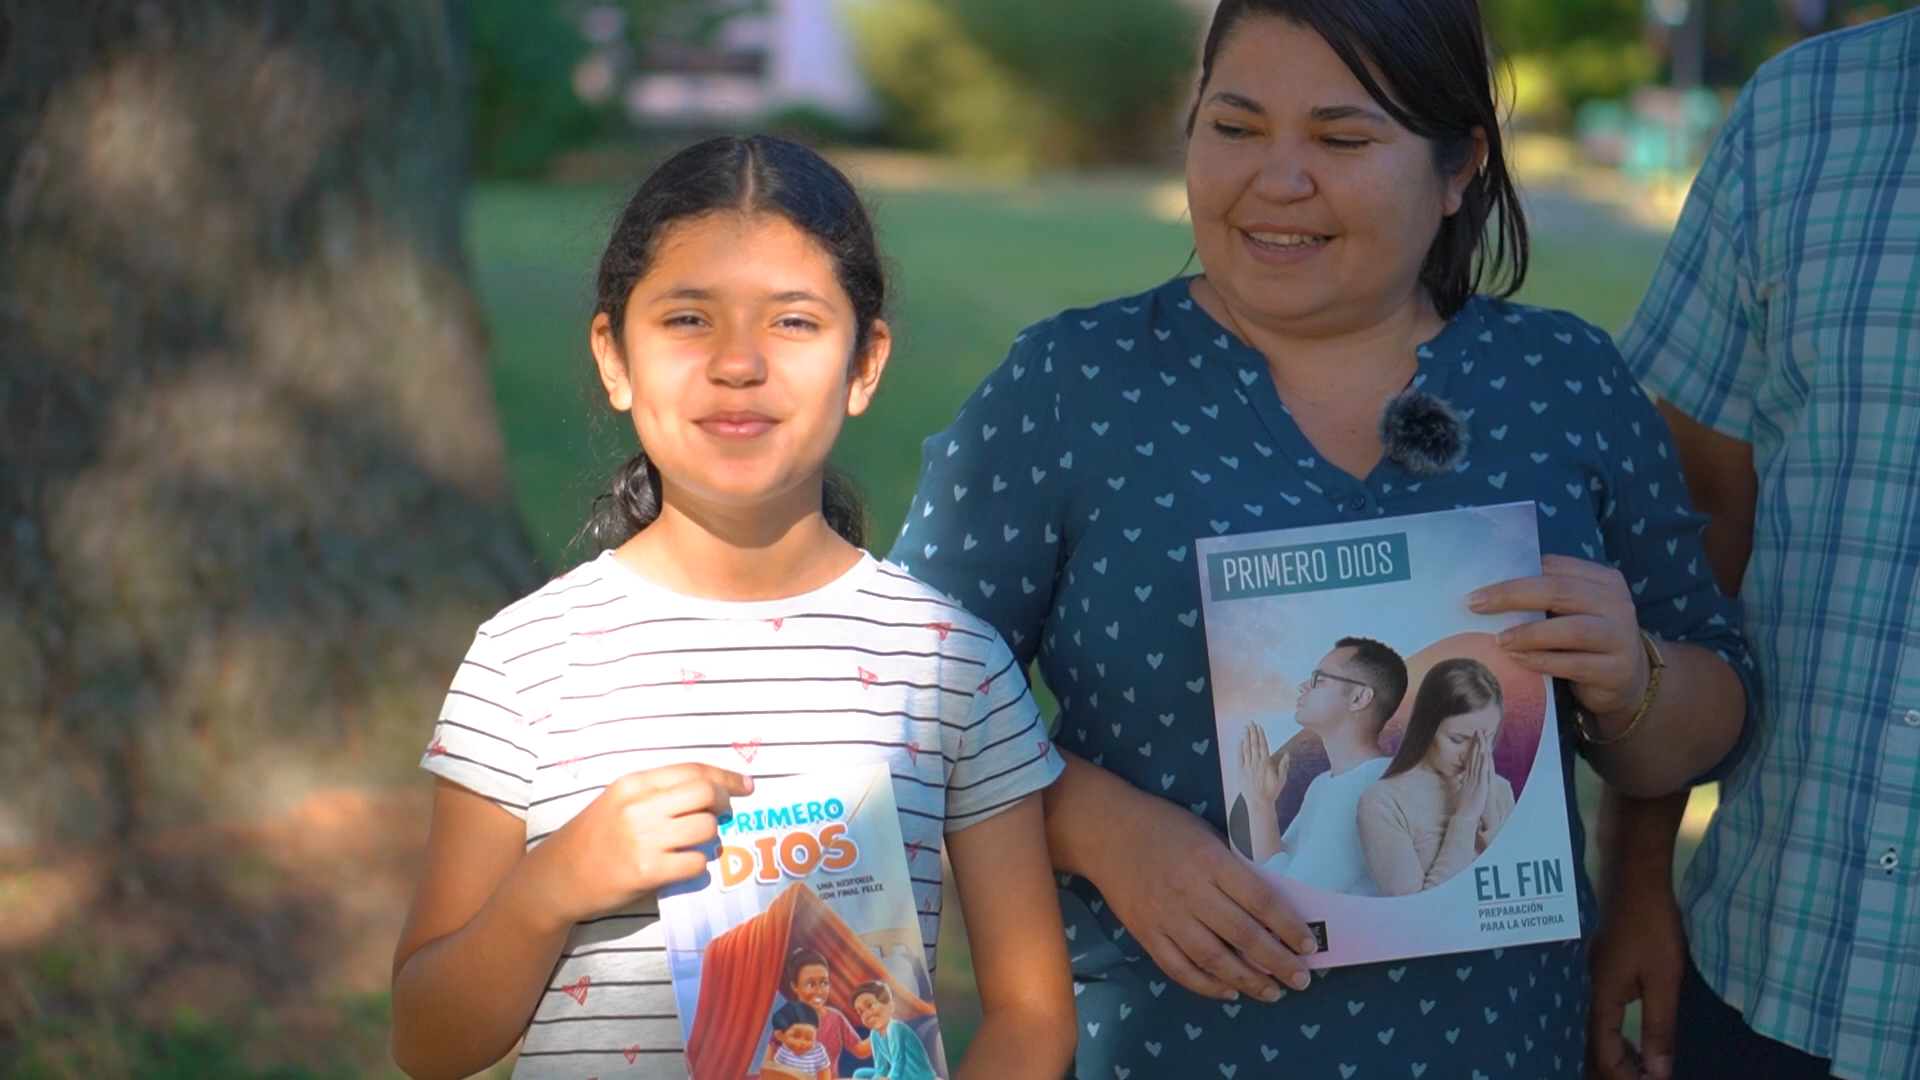 PRIMERO
DIOS
UNA HISTORIA
CON FINAL FELIZ
PRIMERO DIOS
EL FIN
PREPARACIÓN
PARA LA VICTORIA